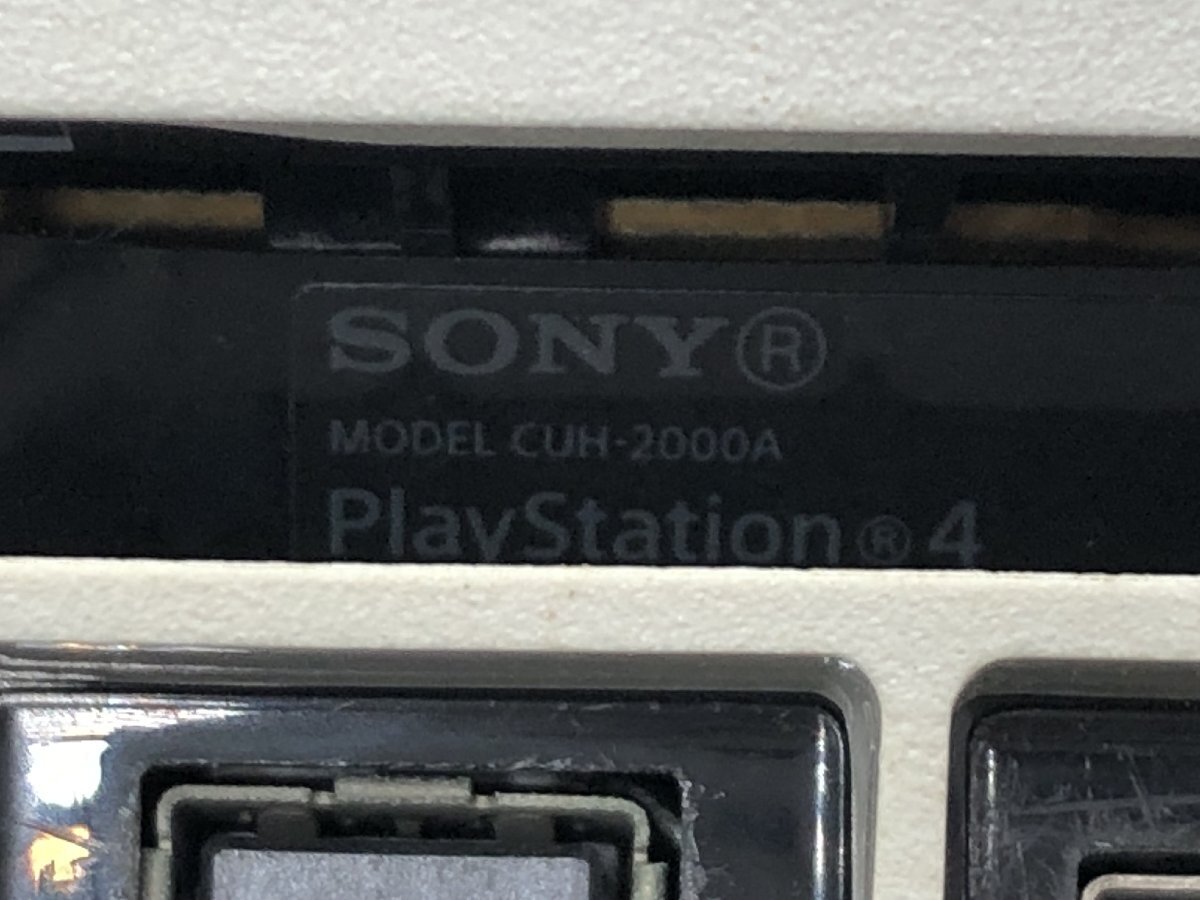 SONY®
MODEL CUH-2000A
PlayStation®4